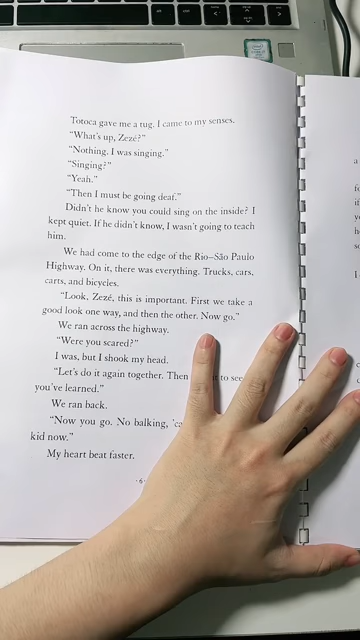 Totoca gave me a tug. I came to my senses.
"What's up, Zezé?"
"Nothing. I was singing."
"Singing?"
"Yeah."
"Then I must be going deaf."
Didn't he know you could sing on the inside? I
kept quiet. If he didn't know, I wasn't going to teach
him.
We had come to the edge of the Rio–São Paulo
Highway. On it, there was everything. Trucks, cars,
carts, and bicycles.
"Look, Zezé, this is important. First we take a
good look one way, and then the other. Now go."
We ran across the highway.
"Were you scared?"
I was, but I shook my head.
"Let's do it again together. Then to see
you've learned."
We ran back.
"Now you go. No balking, 
kid now."
My heart beat faster.
· 6 ·